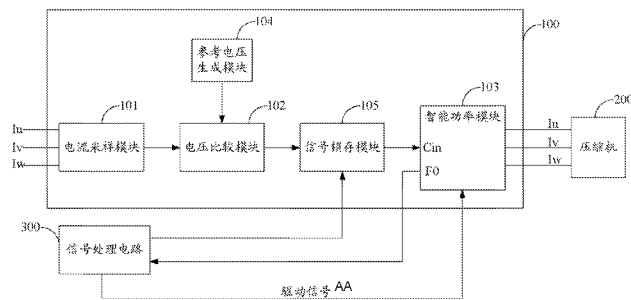 104
参考电压
生成模块
100
101
102
105
103
200
Iu
Iv
Iw
电流采样模块
电压比较模块
信号锁存模块
智能功率模块
Cin
F0
Iu
Iv
Iw
压缩机
300
信号处理电路
驱动信号 AA